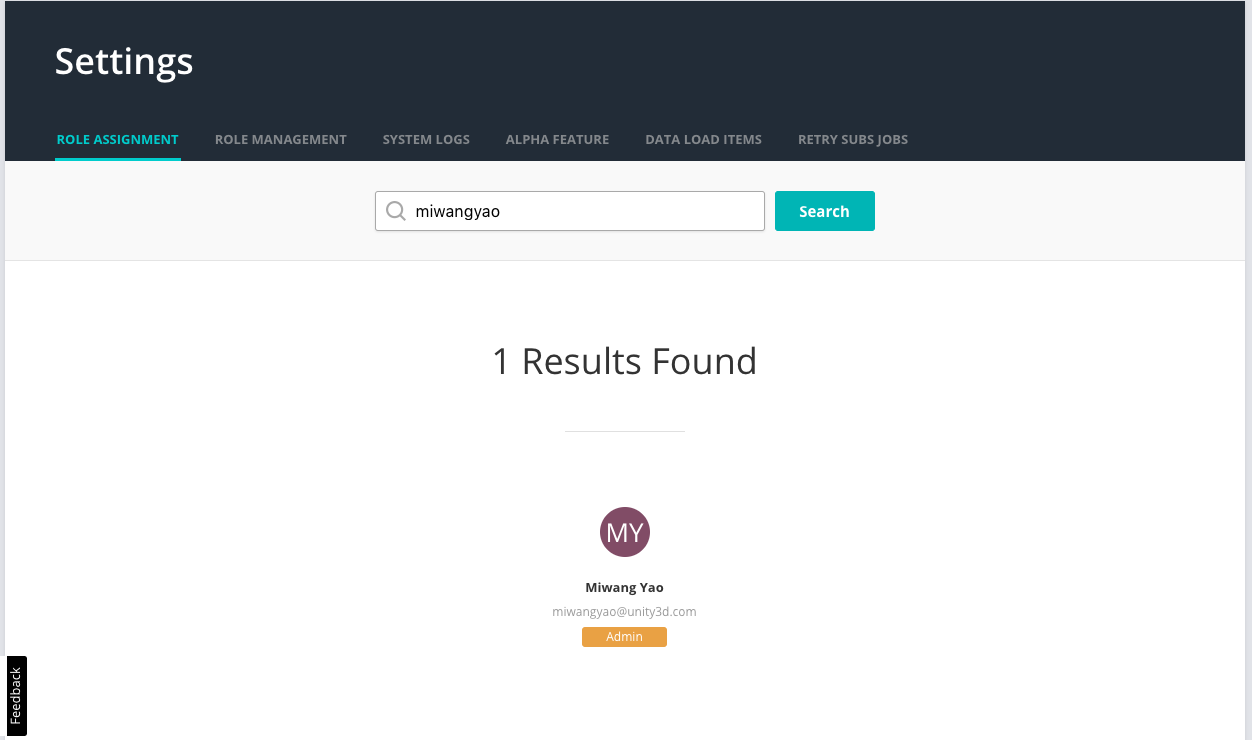 Settings
ROLE ASSIGNMENT ROLE MANAGEMENT SYSTEM LOGS ALPHA FEATURE DATA LOAD ITEMS RETRY SUBS JOBS
miwangyao Search
1 Results Found
MY
Miwang Yao
miwangyao@unity3d.com
Admin
Feedback